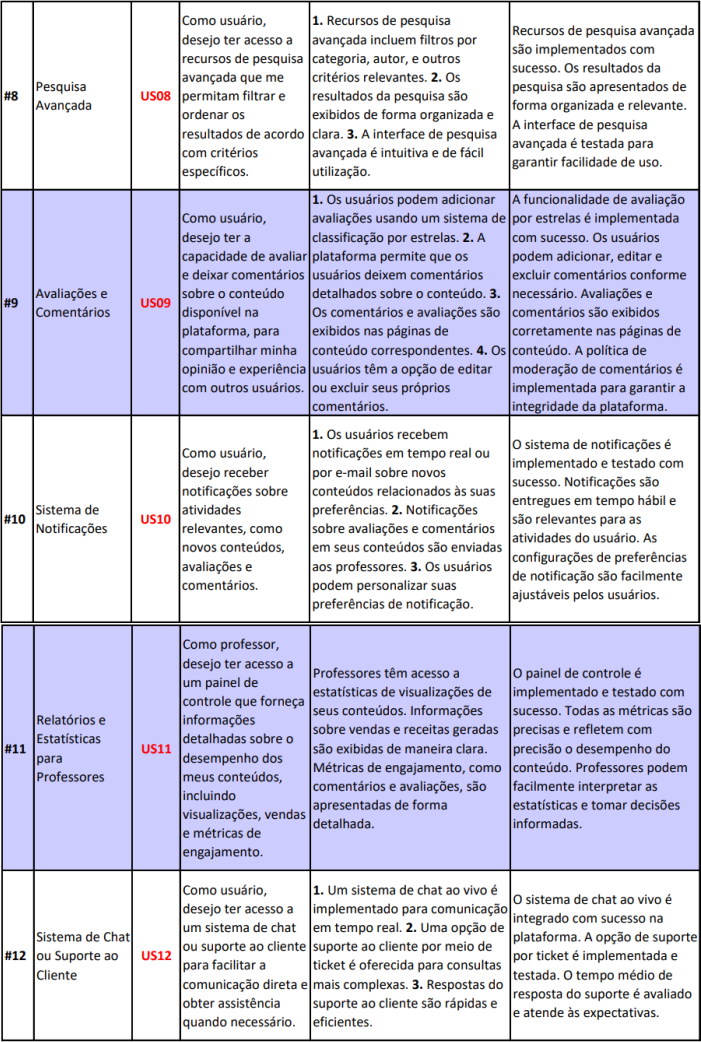 #8
Pesquisa
Avançada
US08
Como usuário,
desejo ter acesso a
recursos de pesquisa
avançada que me
permitam filtrar e
ordenar os
resultados de acordo
com critérios
específicos.
1. Recursos de pesquisa
avançada incluem filtros por
categoria, autor, e outros
critérios relevantes. 2. Os
resultados da pesquisa são
exibidos de forma organizada e
clara. 3. A interface de pesquisa
avançada é intuitiva e de fácil
utilização.
Recursos de pesquisa avançada
são implementados com
sucesso. Os resultados da
pesquisa são apresentados de
forma organizada e relevante.
A interface de pesquisa
avançada é testada para
garantir facilidade de uso.
#9
Avaliações e
Comentários
US09
Como usuário,
desejo ter a
capacidade de avaliar
e deixar comentários
sobre o conteúdo
disponível na
plataforma, para
compartilhar minha
opinião e experiência
com outros usuários.
1. Os usuários podem adicionar
avaliações usando um sistema de
classificação por estrelas. 2. A
plataforma permite que os
usuários deixem comentários
detalhados sobre o conteúdo. 3.
Os comentários e avaliações são
exibidos nas páginas de
conteúdo correspondentes. 4. Os
usuários têm a opção de editar
ou excluir seus próprios
comentários.
A funcionalidade de avaliação
por estrelas é implementada
com sucesso. Os usuários
podem adicionar, editar e
excluir comentários conforme
necessário. Avaliações e
comentários são exibidos
corretamente nas páginas de
conteúdo. A política de
moderação de comentários é
implementada para garantir a
integridade da plataforma.
#10
Sistema de
Notificações
US10
Como usuário,
desejo receber
notificações sobre
atividades
relevantes, como
novos conteúdos,
avaliações e
comentários.
1. Os usuários recebem
notificações em tempo real ou
por e-mail sobre novos
conteúdos relacionados às suas
preferências. 2. Notificações
sobre avaliações e comentários
em seus conteúdos são enviadas
aos professores. 3. Os usuários
podem personalizar suas
preferências de notificação.
O sistema de notificações é
implementado e testado com
sucesso. Notificações são
entregues em tempo hábil e
são relevantes para as
atividades do usuário. As
configurações de preferências
de notificação são facilmente
ajustáveis pelos usuários.
#11
Relatórios e
Estatísticas
para
Professores
US11
Como professor,
desejo ter acesso a
um painel de
controle que forneça
informações
detalhadas sobre o
desempenho dos
meus conteúdos,
incluindo
visualizações, vendas
e métricas de
engajamento.
Professores têm acesso a
estatísticas de visualizações de
seus conteúdos. Informações
sobre vendas e receitas geradas
são exibidas de maneira clara.
Métricas de engajamento, como
comentários e avaliações, são
apresentadas de forma
detalhada.
O painel de controle é
implementado e testado com
sucesso. Todas as métricas são
precisas e refletem com
precisão o desempenho do
conteúdo. Professores podem
facilmente interpretar as
estatísticas e tomar decisões
informadas.
#12
Sistema de Chat
ou Suporte ao
Cliente
US12
Como usuário,
desejo ter acesso a
um sistema de chat
ou suporte ao cliente
para facilitar a
comunicação direta e
obter assistência
quando necessário.
1. Um sistema de chat ao vivo é
implementado para comunicação
em tempo real. 2. Uma opção de
suporte ao cliente por meio de
ticket é oferecida para consultas
mais complexas. 3. Respostas do
suporte ao cliente são rápidas e
eficientes.
O sistema de chat ao vivo é
integrado com sucesso na
plataforma. A opção de suporte
por ticket é implementada e
testada. O tempo médio de
resposta do suporte é avaliado
e atende às expectativas.